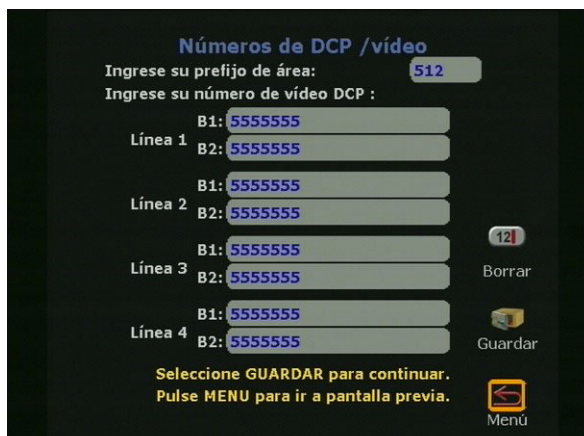 Números de DCP /vídeo
Ingrese su prefijo de área: 512
Ingrese su número de vídeo DCP :
Línea 1
B1: 5555555
B2: 5555555
Línea 2
B1: 5555555
B2: 5555555
Línea 3
B1: 5555555
B2: 5555555
Línea 4
B1: 5555555
B2: 5555555
12
Borrar
Guardar
Seleccione GUARDAR para continuar.
Pulse MENU para ir a pantalla previa.
Menú